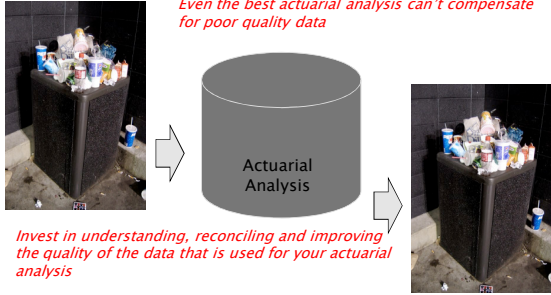 Even the best actuarial analysis can't compensate
for poor quality data
Actuarial
Analysis
Invest in understanding, reconciling and improving
the quality of the data that is used for your actuarial
analysis